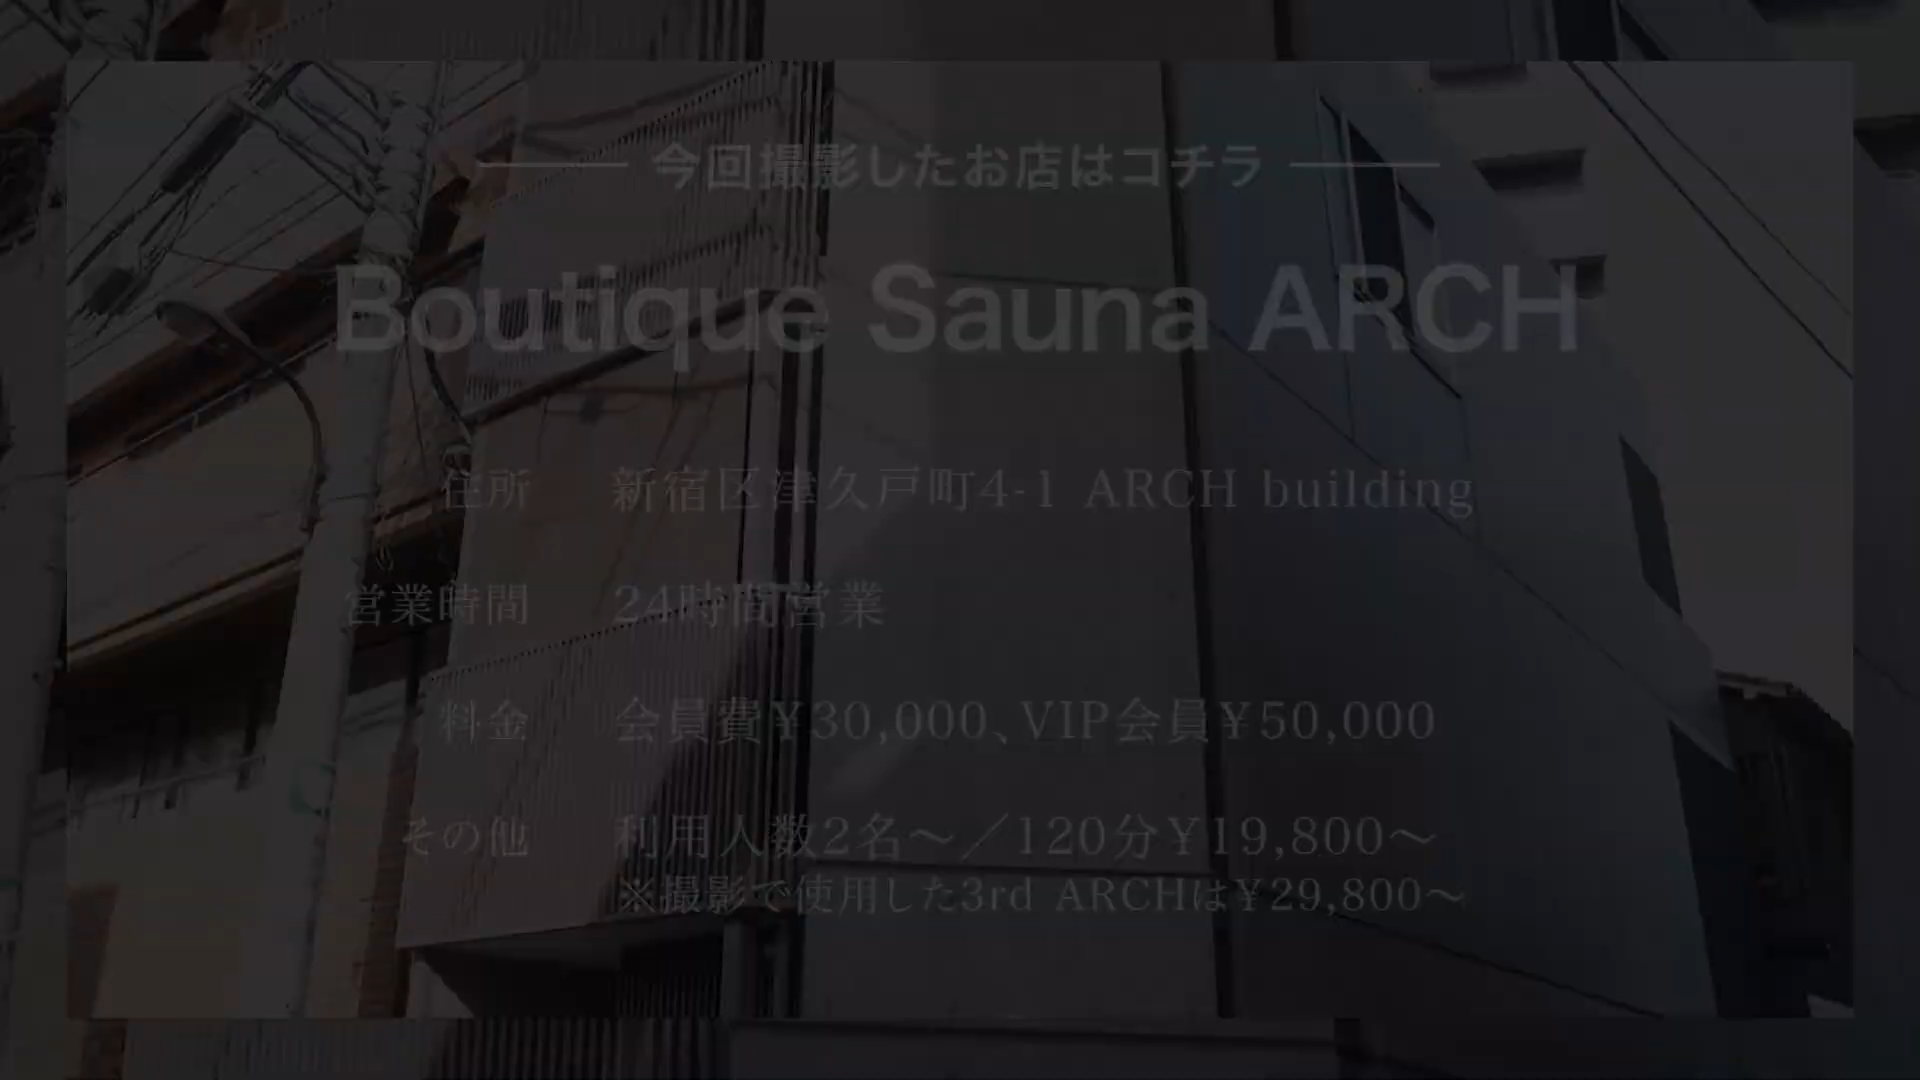 今回撮影したお店はコチラ
Boutique Sauna ARCH
住所 新宿区津久戸町4-1 ARCH building
営業時間 24時間営業
料金 会員費¥30,000、VIP会員¥50,000
その他 利用人数2名～／120分¥19,800～
※撮影で使用した3rd ARCHは¥29,800～